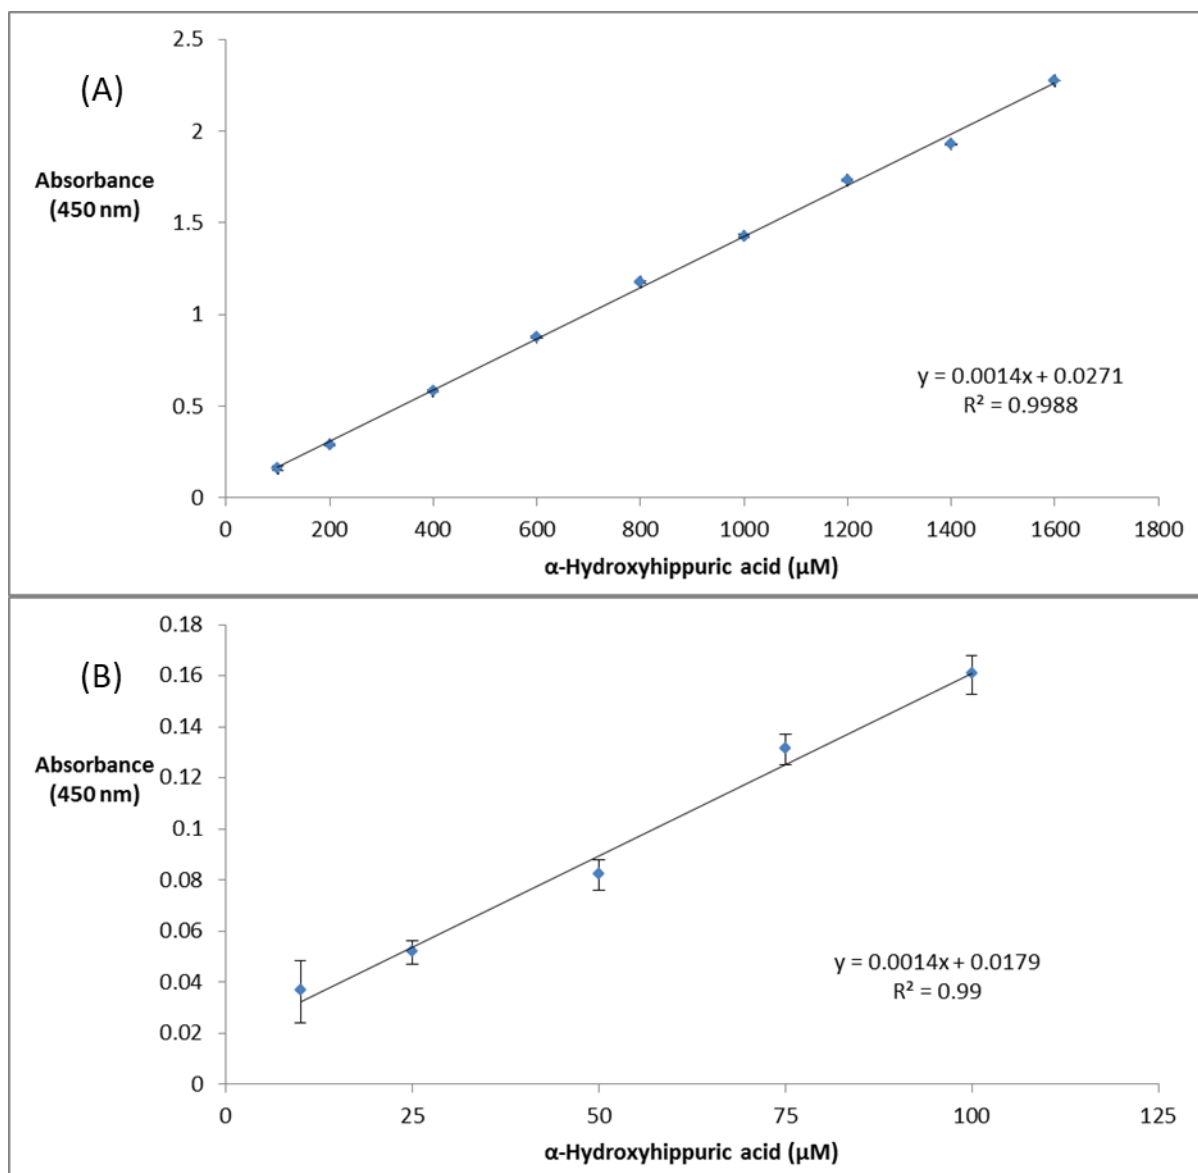 (A)
Absorbance
(450 nm)
2.5
2
1.5
1
0.5
0
0 200 400 600 800 1000 1200 1400 1600 1800
α-Hydroxyhippuric acid (µM)
y = 0.0014x + 0.0271
R² = 0.9988
(B)
Absorbance
(450 nm)
0.18
0.16
0.14
0.12
0.1
0.08
0.06
0.04
0.02
0
0 25 50 75 100 125
α-Hydroxyhippuric acid (µM)
y = 0.0014x + 0.0179
R² = 0.99